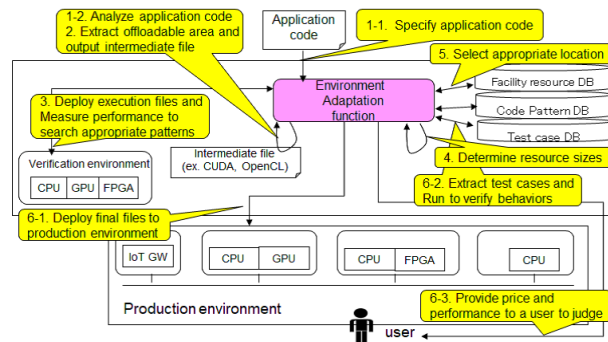 1-2. Analyze application code
2. Extract offloadable area and
output intermediate file
Application
code
1-1. Specify application code
5. Select appropriate location
Environment
Adaptation
function
Facility resource DB
Code Pattern DB
Test case DB
3. Deploy execution files and
Measure performance to
search appropriate patterns
Intermediate file
(ex. CUDA, OpenCL)
4. Determine resource sizes
Verification environment
CPU GPU FPGA
6-2. Extract test cases and
Run to verify behaviors
6-1. Deploy final files to
production environment
IoT GW
CPU GPU
CPU FPGA
CPU
Production environment
6-3. Provide price and
performance to a user to judge
user